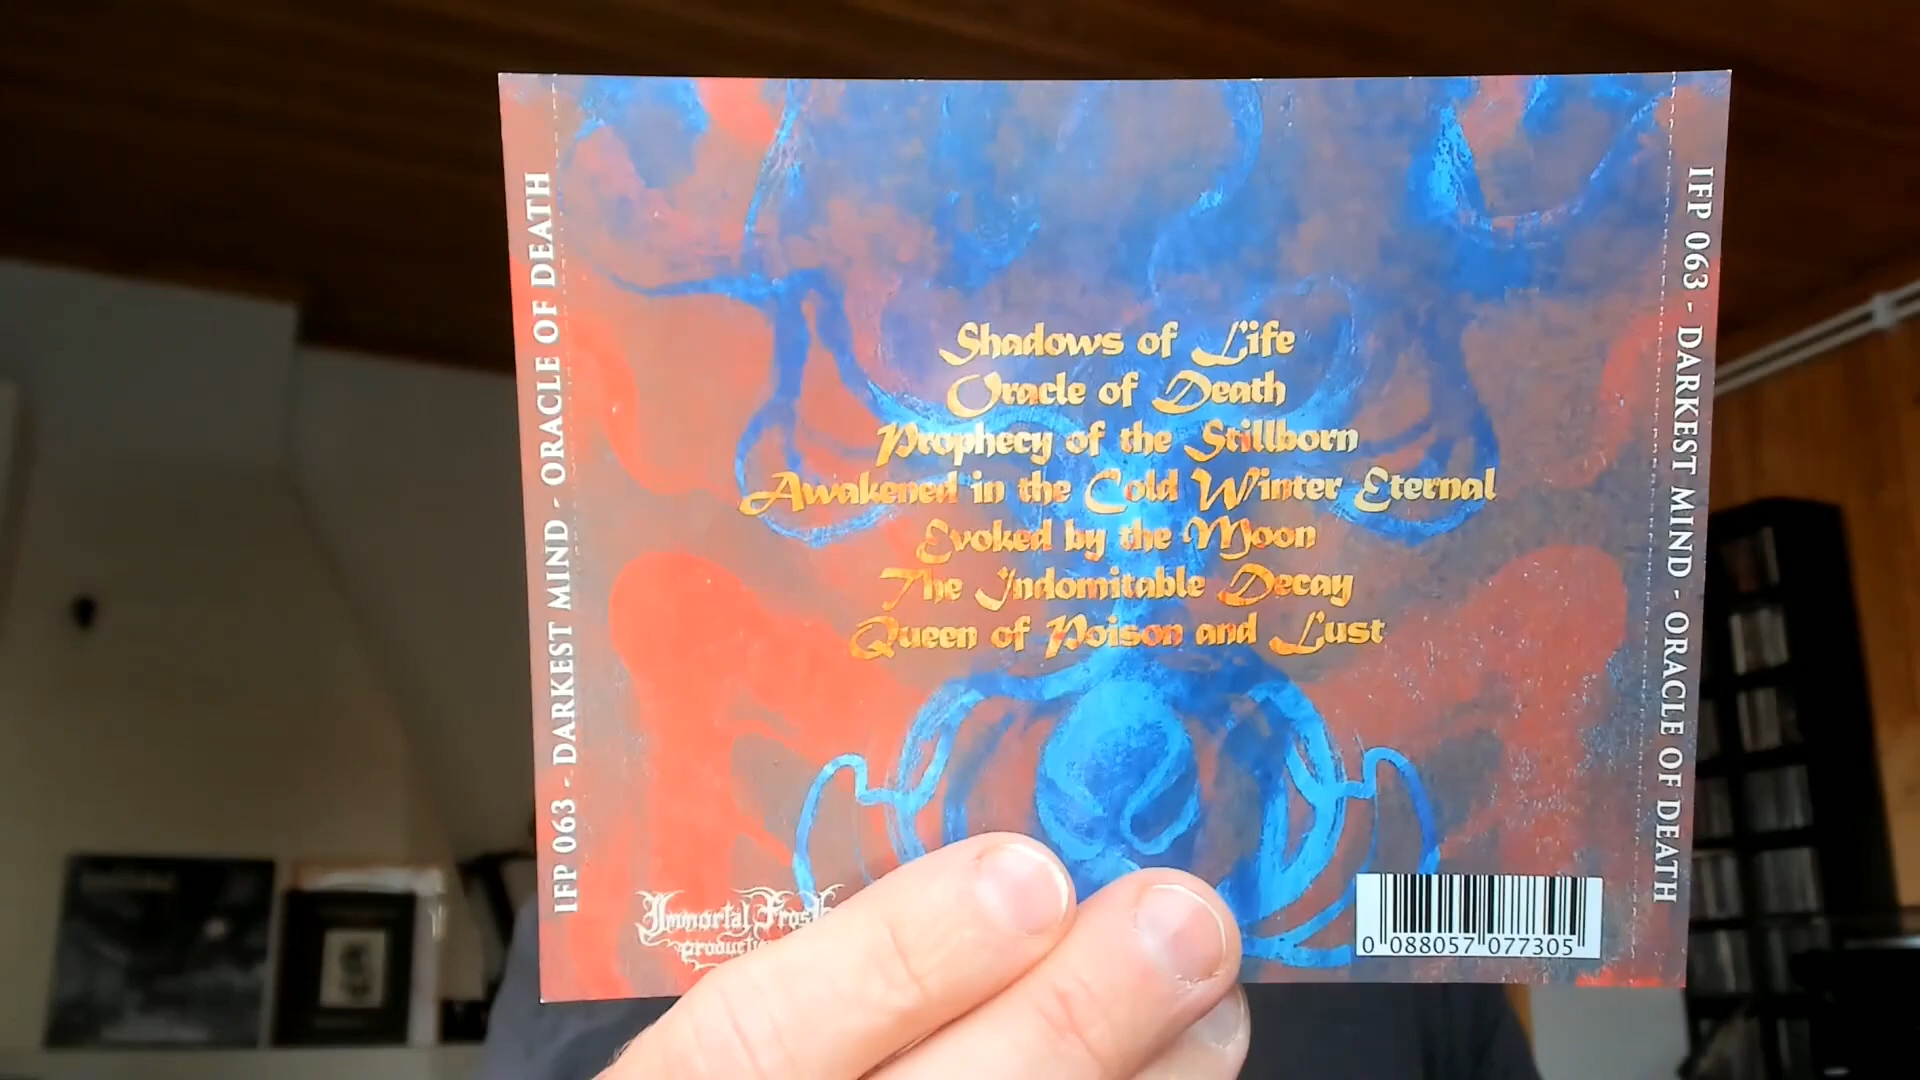 IFP 063 - DARKEST MIND - ORACLE OF DEATH
Shadows of Life
Oracle of Death
Prophecy of the Stillborn
Awakened in the Cold Winter Eternal
Evoked by the Moon
The Indomitable Decay
Queen of Poison and Lust
Immortal Frost
0 088057 077305
IFP 063 - DARKEST MIND - ORACLE OF DEATH